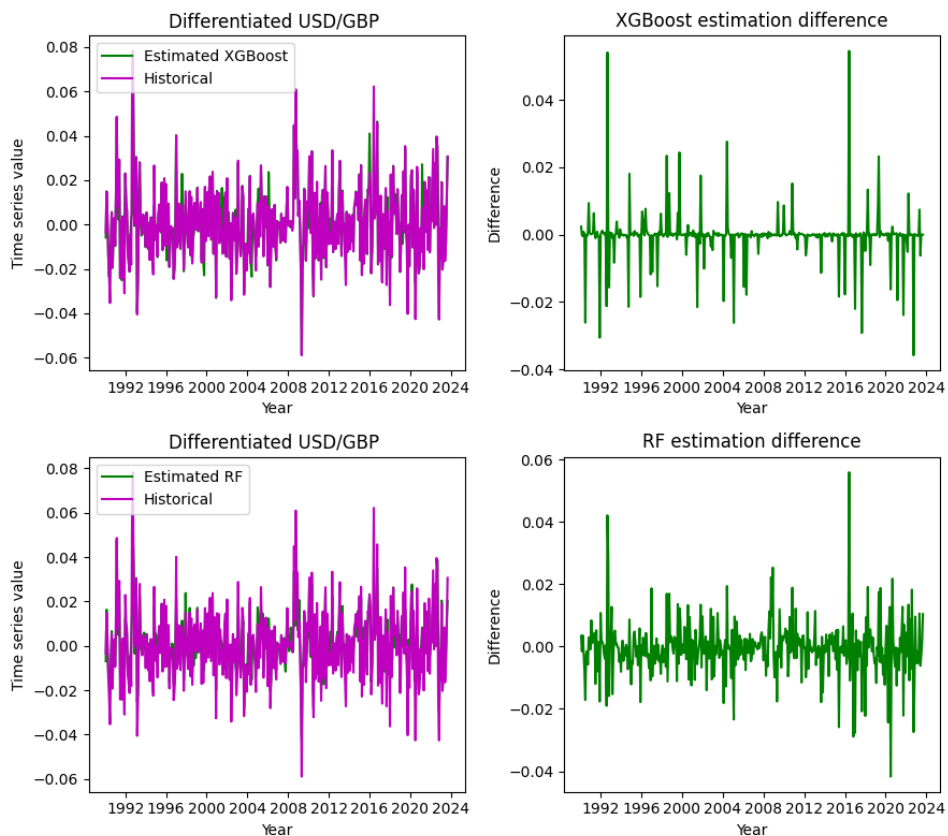 Differentiated USD/GBP
Time series value
0.08
0.06
0.04
0.02
0.00
−0.02
−0.04
−0.06
Estimated XGBoost
Historical
1992 1996 2000 2004 2008 2012 2016 2020 2024
Year
XGBoost estimation difference
Difference
0.04
0.02
0.00
−0.02
−0.04
1992 1996 2000 2004 2008 2012 2016 2020 2024
Year
Differentiated USD/GBP
Time series value
0.08
0.06
0.04
0.02
0.00
−0.02
−0.04
−0.06
Estimated RF
Historical
1992 1996 2000 2004 2008 2012 2016 2020 2024
Year
RF estimation difference
Difference
0.06
0.04
0.02
0.00
−0.02
−0.04
1992 1996 2000 2004 2008 2012 2016 2020 2024
Year